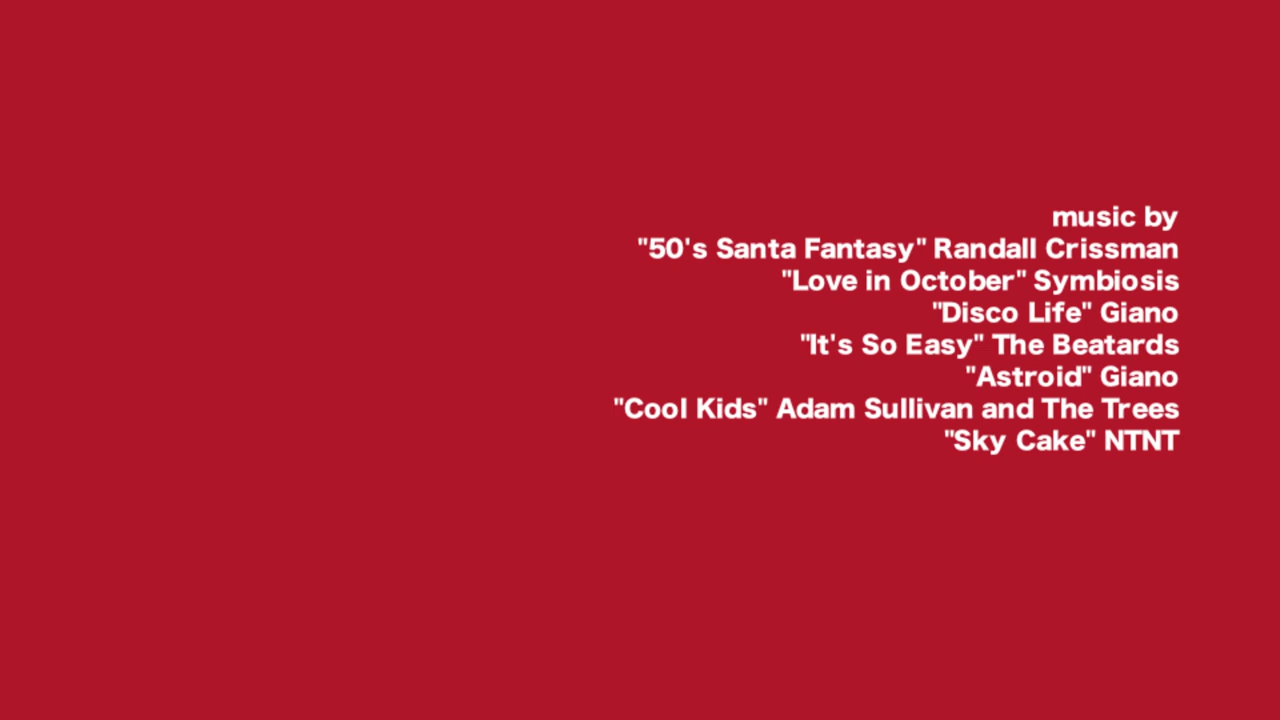 music by
"50's Santa Fantasy" Randall Crissman
"Love in October" Symbiosis
"Disco Life" Giano
"It's So Easy" The Beatards
"Astroid" Giano
"Cool Kids" Adam Sullivan and The Trees
"Sky Cake" NTNT